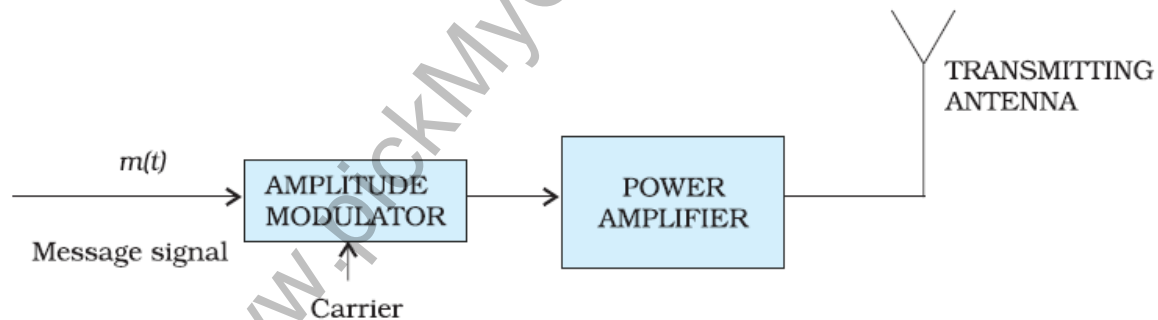 m(t)
Message signal
AMPLITUDE
MODULATOR
Carrier
POWER
AMPLIFIER
TRANSMITTING
ANTENNA